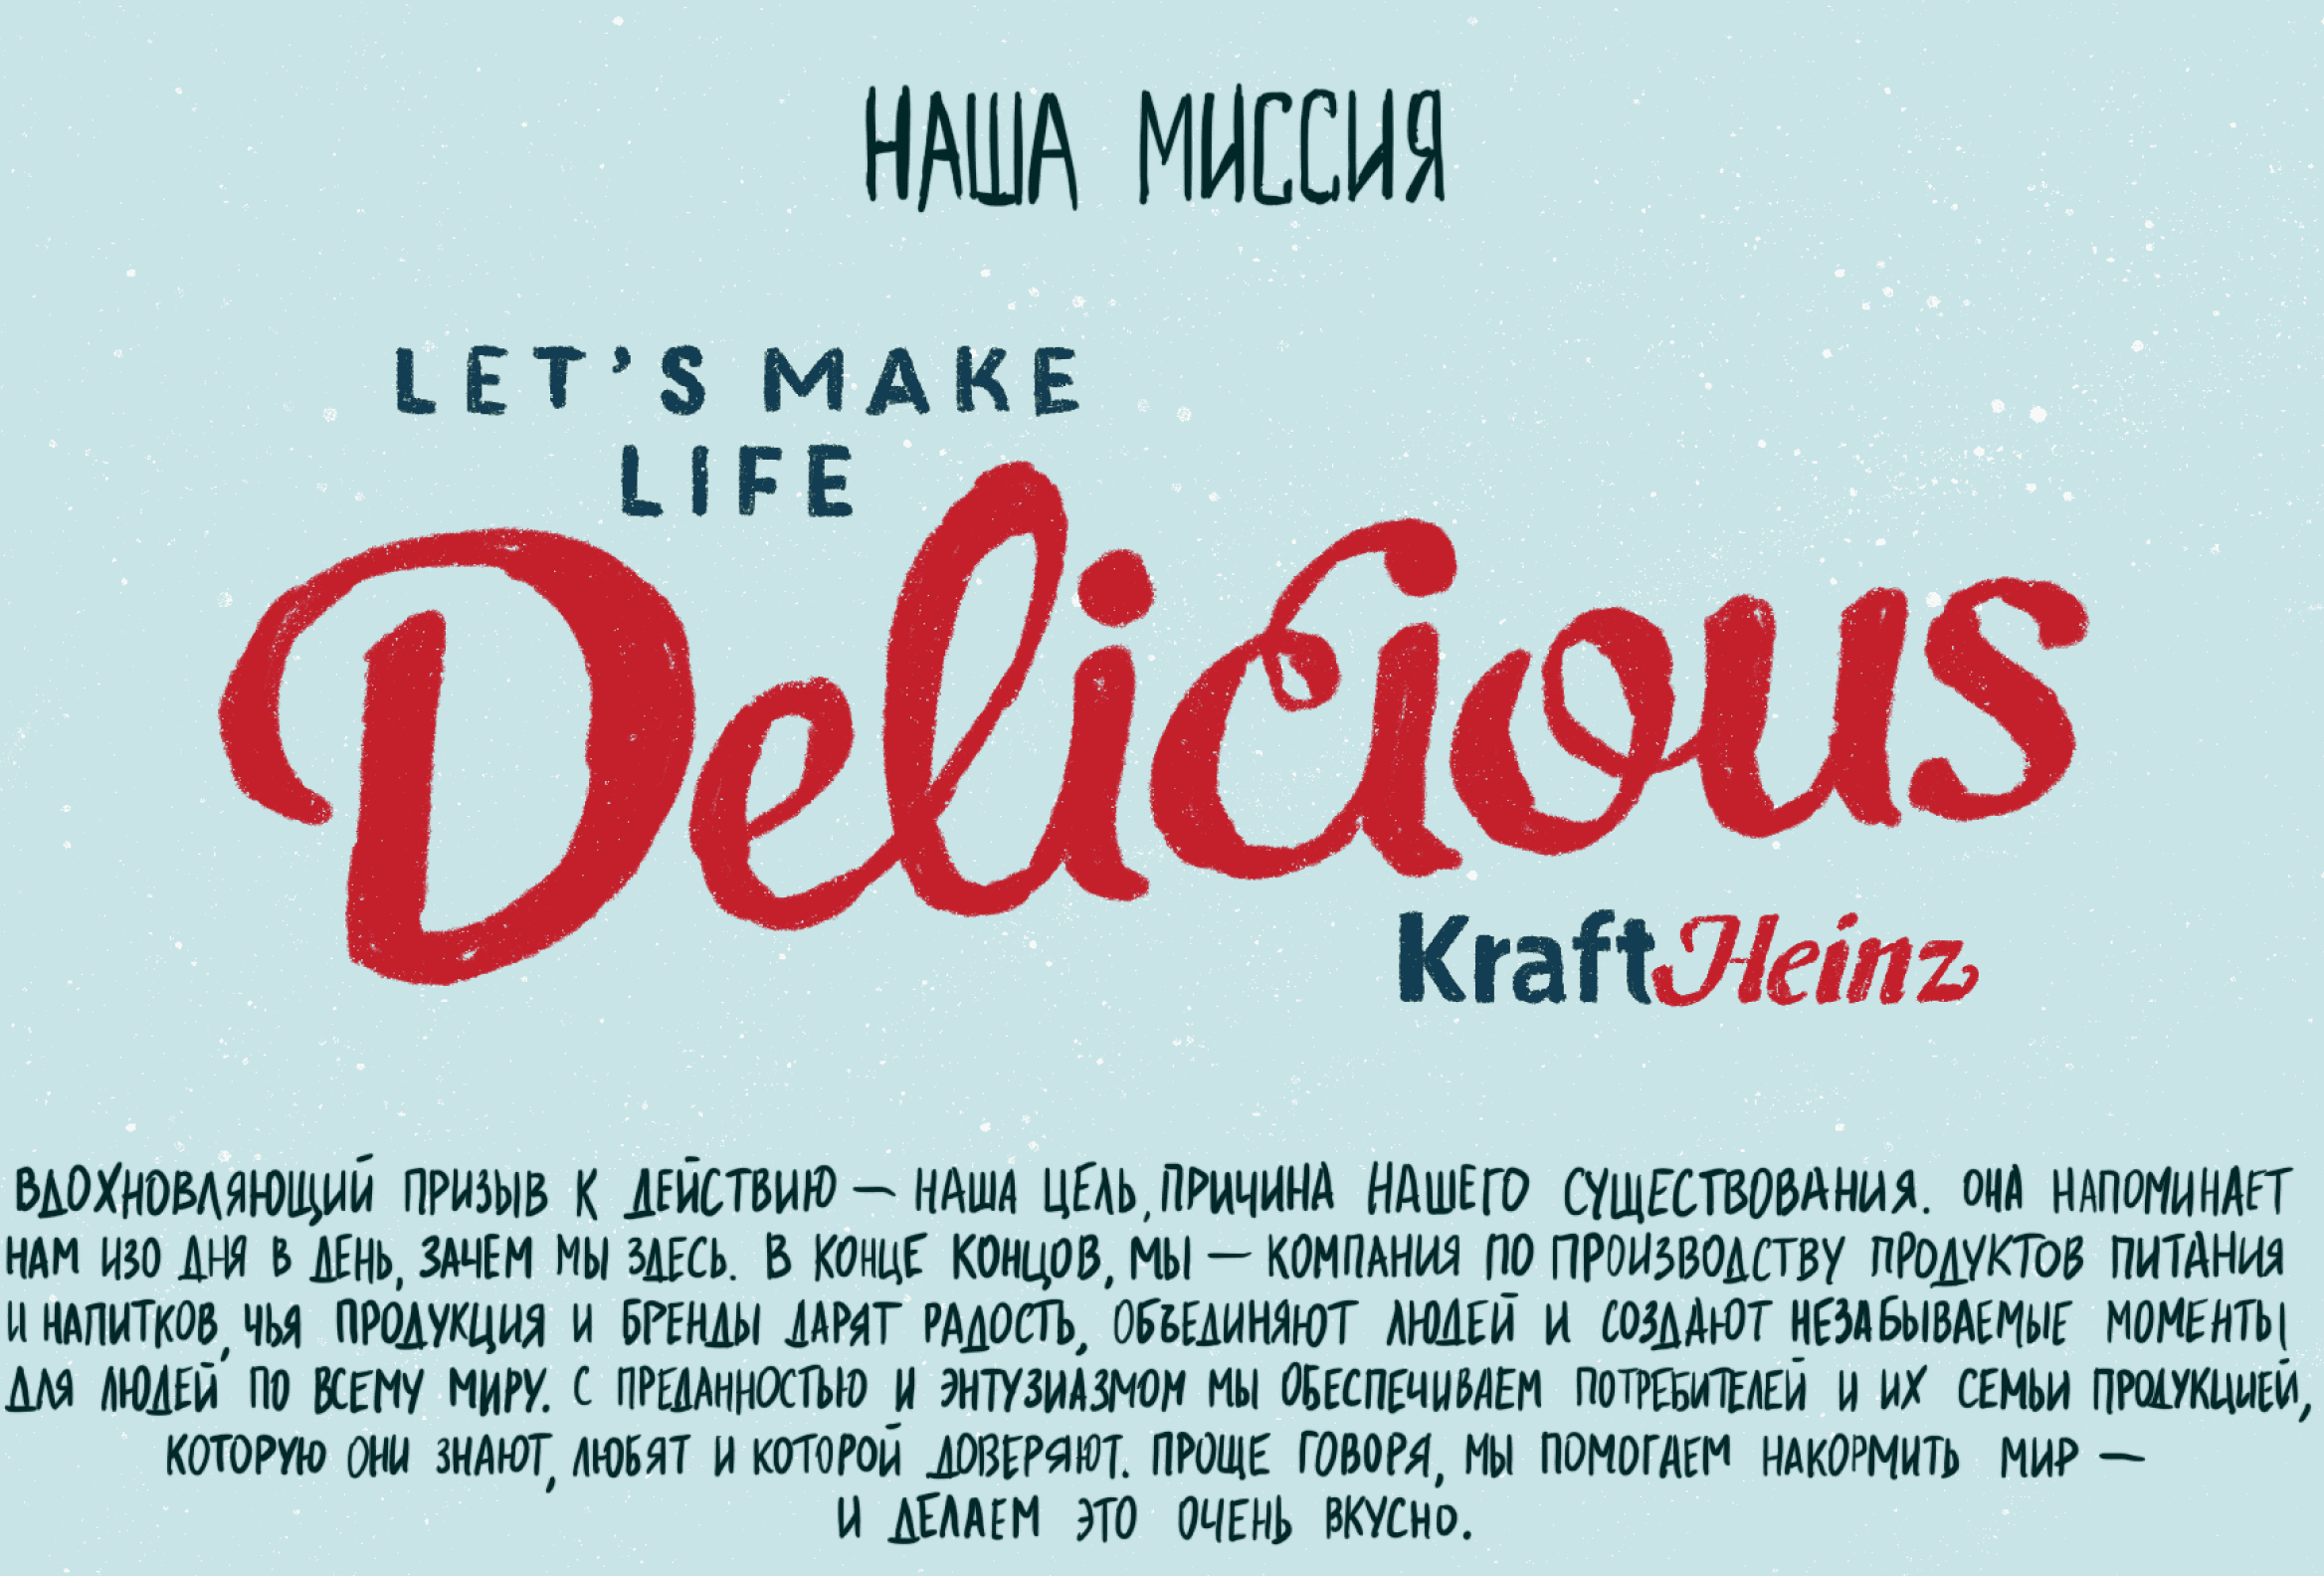 НАША МИССИЯ
LET'S MAKE
LIFE
Delicious
KraftHeinz
ВДОХНОВЛЯЮЩИЙ ПРИЗЫВ К ДЕЙСТВИЮ — НАША ЦЕЛЬ, ПРИЧИНА НАШЕГО СУЩЕСТВОВАНИЯ. ОНА НАПОМИНАЕТ
НАМ ИЗО ДНЯ В ДЕНЬ, ЗАЧЕМ МЫ ЗДЕСЬ. В КОНЦЕ КОНЦОВ, МЫ — КОМПАНИЯ ПО ПРОИЗВОДСТВУ ПРОДУКТОВ ПИТАНИЯ
И НАПИТКОВ, ЧЬЯ ПРОДУКЦИЯ И БРЕНДЫ ДАРЯТ РАДОСТЬ, ОБЪЕДИНЯЮТ ЛЮДЕЙ И СОЗДАЮТ НЕЗАБЫВАЕМЫЕ МОМЕНТЫ
ДЛЯ ЛЮДЕЙ ПО ВСЕМУ МИРУ. С ПРЕДАННОСТЬЮ И ЭНТУЗИАЗМОМ МЫ ОБЕСПЕЧИВАЕМ ПОТРЕБИТЕЛЕЙ И ИХ СЕМЬИ ПРОДУКЦИЕЙ,
КОТОРУЮ ОНИ ЗНАЮТ, ЛЮБЯТ И КОТОРОЙ ДОВЕРЯЮТ. ПРОЩЕ ГОВОРЯ, МЫ ПОМОГАЕМ НАКОРМИТЬ МИР —
И ДЕЛАЕМ ЭТО ОЧЕНЬ ВКУСНО.